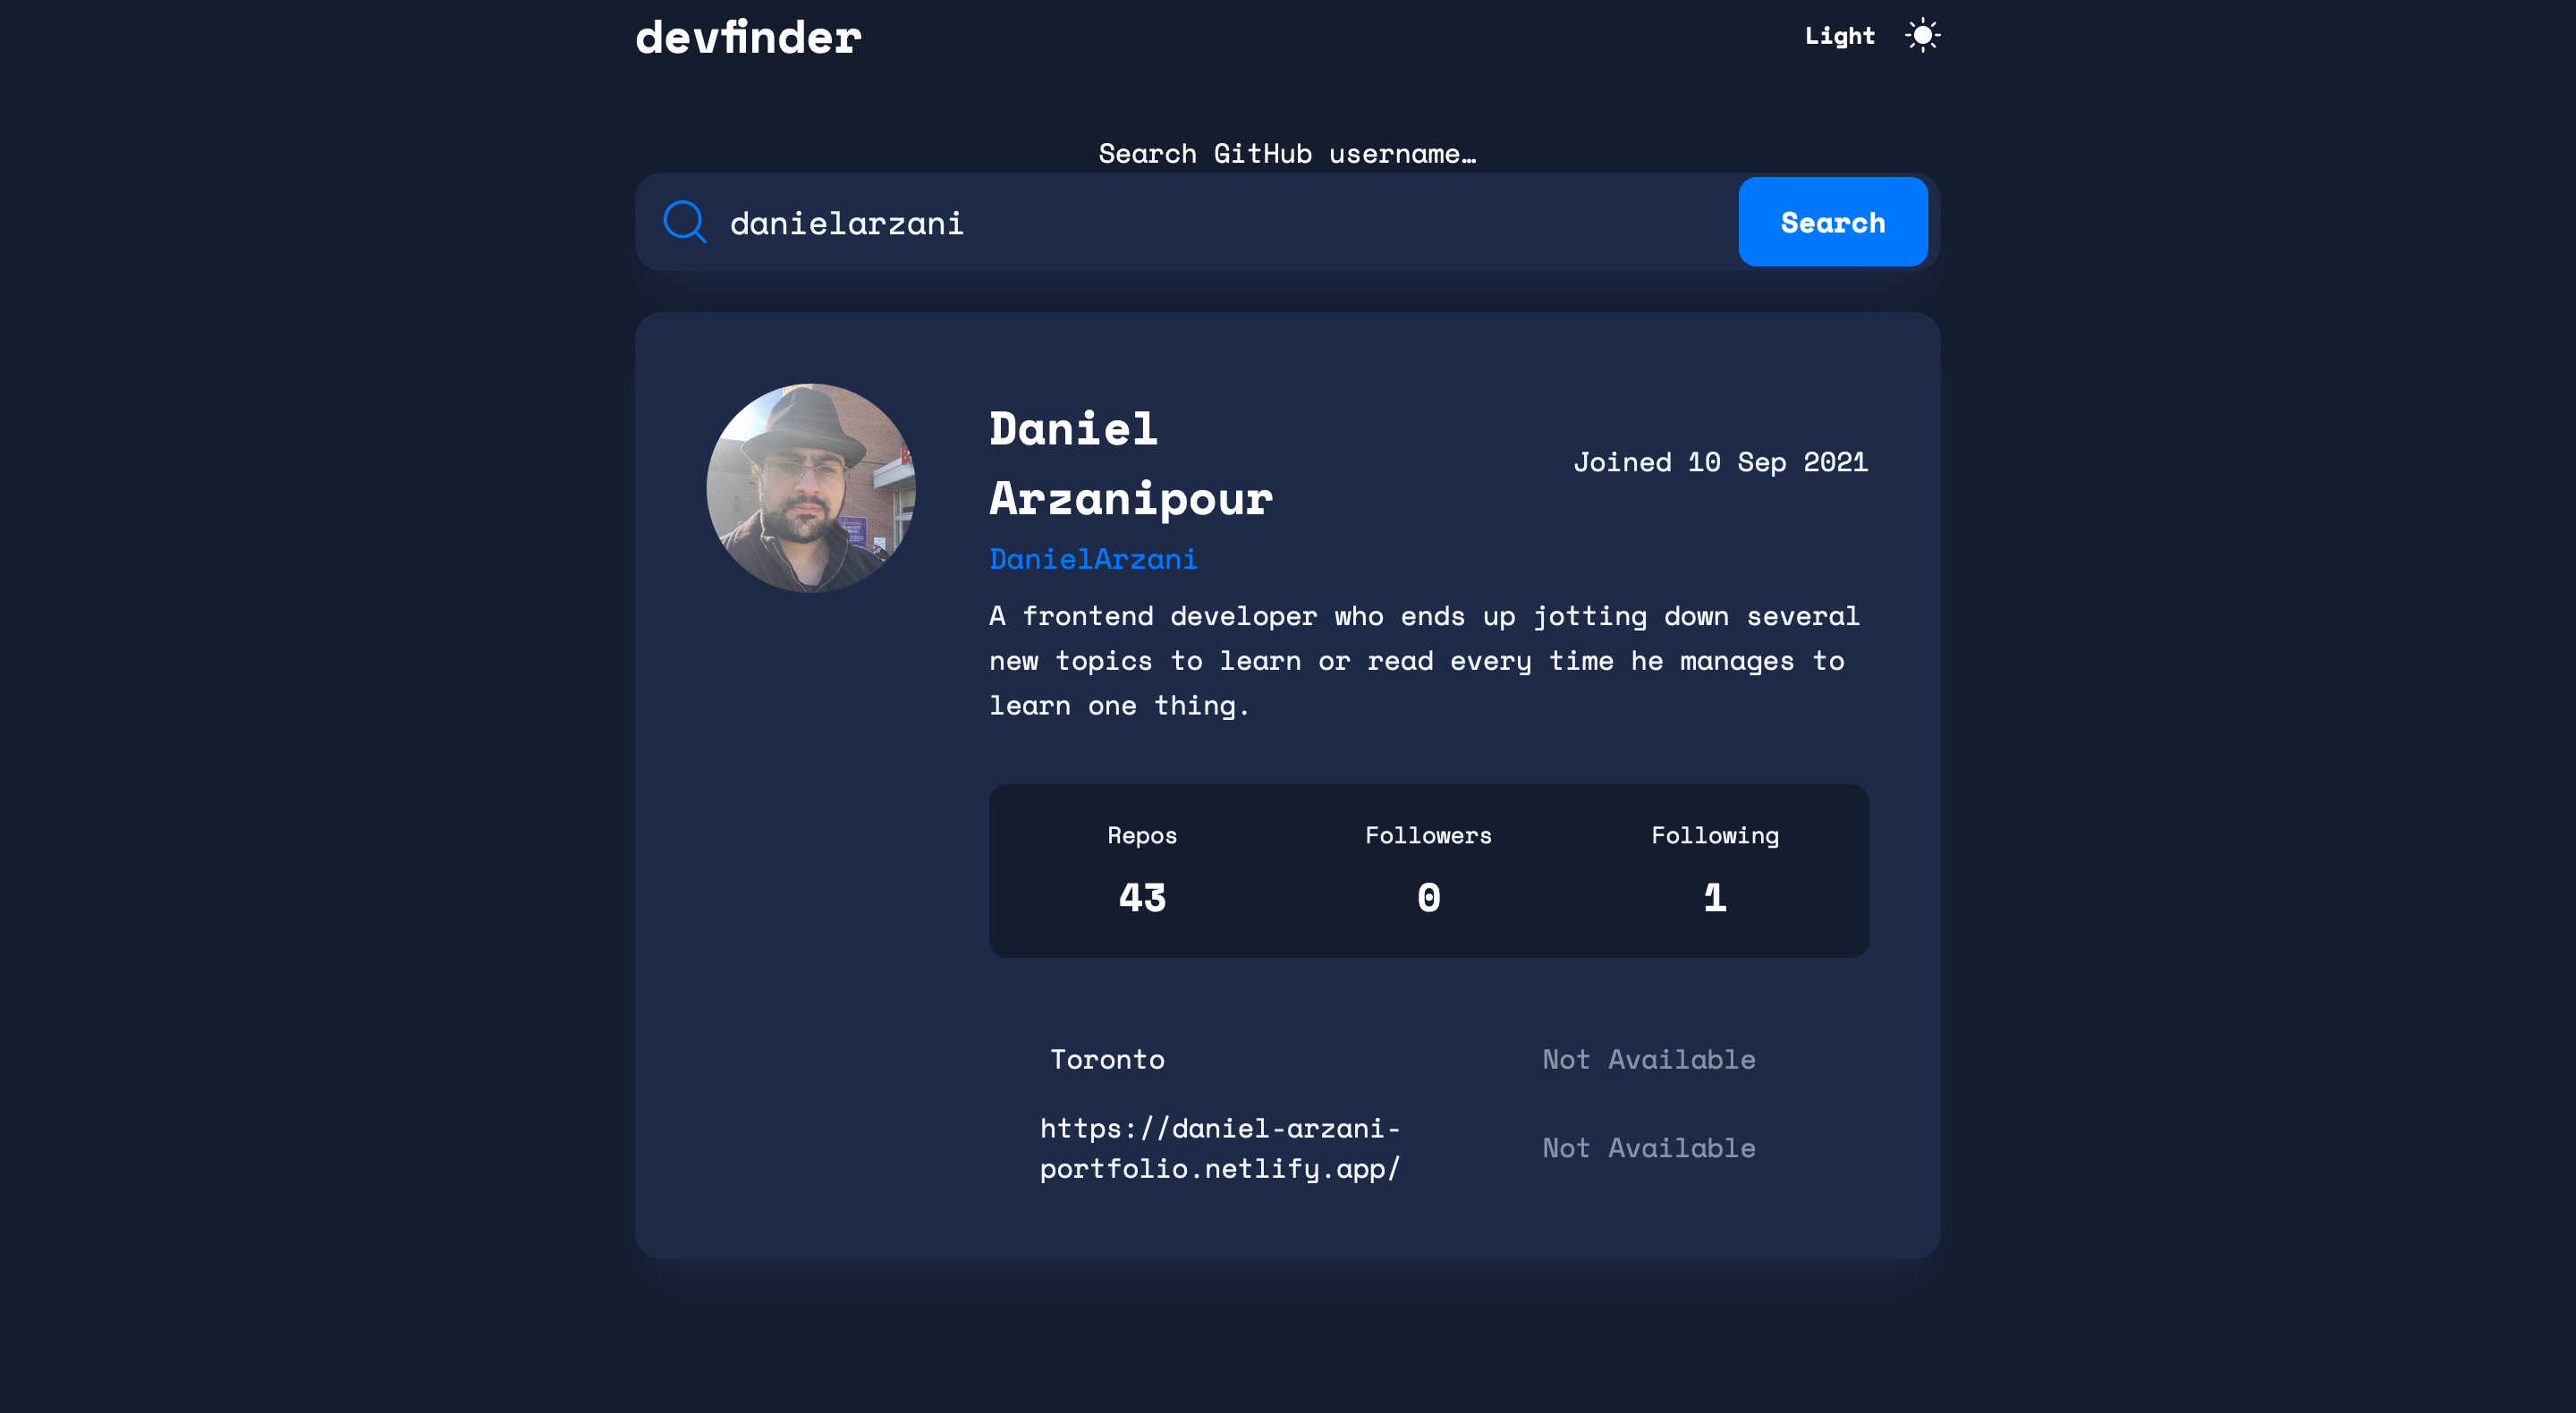 devfinder
Light
Search GitHub username…
danielarzani
Search
Daniel
Arzanipour
Joined 10 Sep 2021
DanielArzani
A frontend developer who ends up jotting down several
new topics to learn or read every time he manages to
learn one thing.
Repos Followers Following
43 0 1
Toronto Not Available
https://daniel-arzani-
portfolio.netlify.app/
Not Available